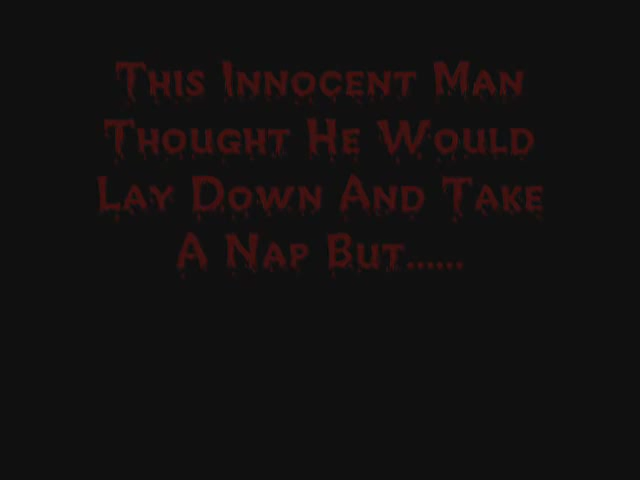 This Innocent Man
Thought He Would
Lay Down And Take
A Nap But......